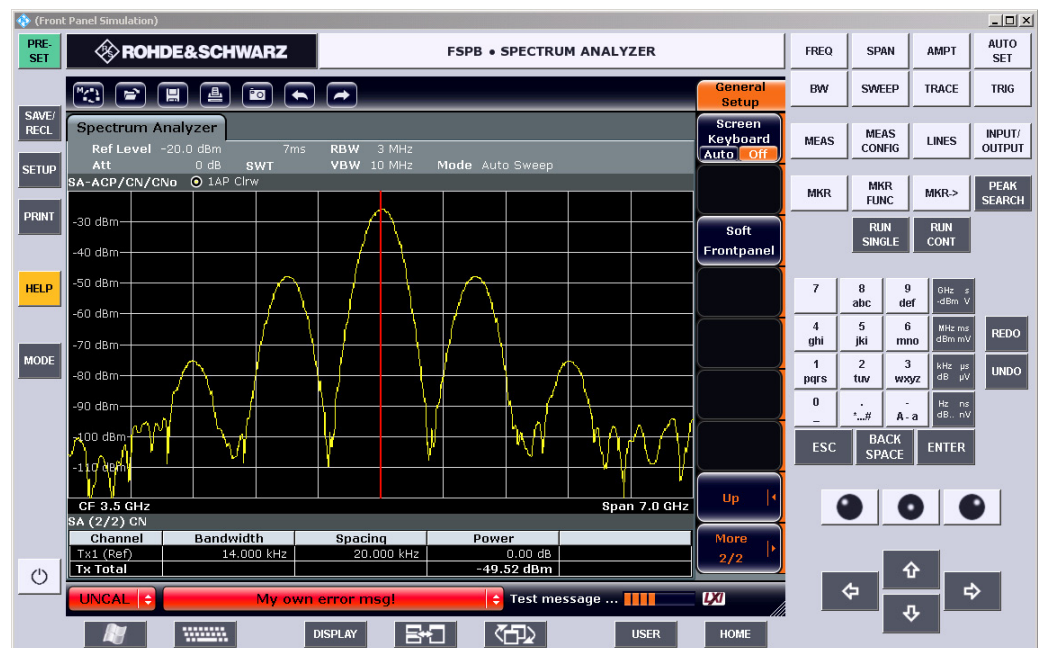 (Front Panel Simulation)
PRE-
SET
ROHDE&SCHWARZ
FSPB • SPECTRUM ANALYZER
FREQ
SPAN
AMPT
AUTO
SET
BW
SWEEP
TRACE
TRIG
MEAS
MEAS
CONFIG
LINES
INPUT/
OUTPUT
MKR
MKR
FUNC
MKR->
PEAK
SEARCH
RUN
SINGLE
RUN
CONT
SAVE/
RECL
SETUP
PRINT
HELP
MODE
Spectrum Analyzer
Ref Level -20.0 dBm 7ms RBW 3 MHz
Att 0 dB SWT VBW 10 MHz Mode Auto Sweep
SA-ACP/CN/CNo 1AP Clrw
-30 dBm
-40 dBm
-50 dBm
-60 dBm
-70 dBm
-80 dBm
-90 dBm
-100 dBm
-110 dBm
CF 3.5 GHz Span 7.0 GHz
SA (2/2) CN
Channel Bandwidth Spacing Power
Tx1 (Ref) 14.000 kHz 20.000 kHz 0.00 dB
Tx Total -49.52 dBm
UNCAL My own error msg! Test message ... LXI
General
Setup
Screen
Keyboard
Auto Off
Soft
Frontpanel
Up
More
2/2
7
8
abc
9
def
GHz s
-dBm V
4
ghi
5
jkl
6
mno
MHz ms
dBm mV
REDO
1
pqrs
2
tuv
3
wxyz
kHz µs
dB µV
UNDO
0
_
.
*...#
-
A - a
Hz ns
dB.. nV
ESC
BACK
SPACE
ENTER
DISPLAY
USER
HOME